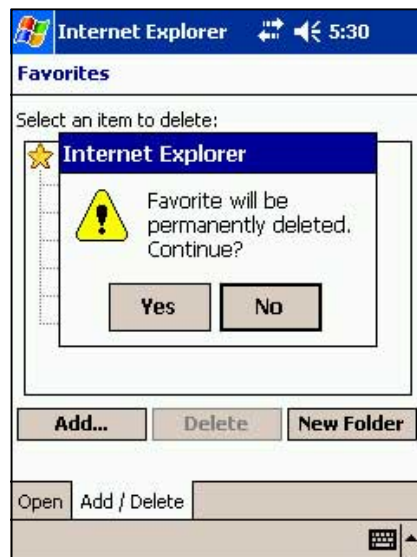 Internet Explorer 5:30
Favorites
Select an item to delete:
Internet Explorer
Favorite will be
permanently deleted.
Continue?
Yes No
Add... Delete New Folder
Open Add / Delete